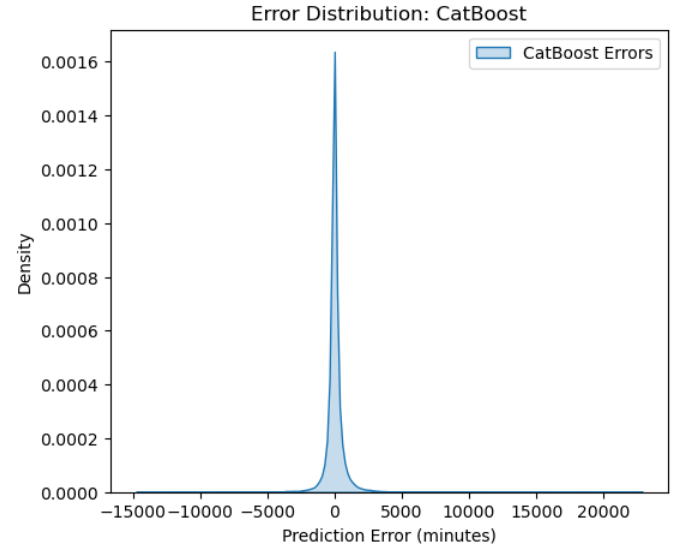 Error Distribution: CatBoost
CatBoost Errors
0.0016
0.0014
0.0012
0.0010
0.0008
0.0006
0.0004
0.0002
0.0000
Density
−15000 −10000 −5000 0 5000 10000 15000 20000
Prediction Error (minutes)